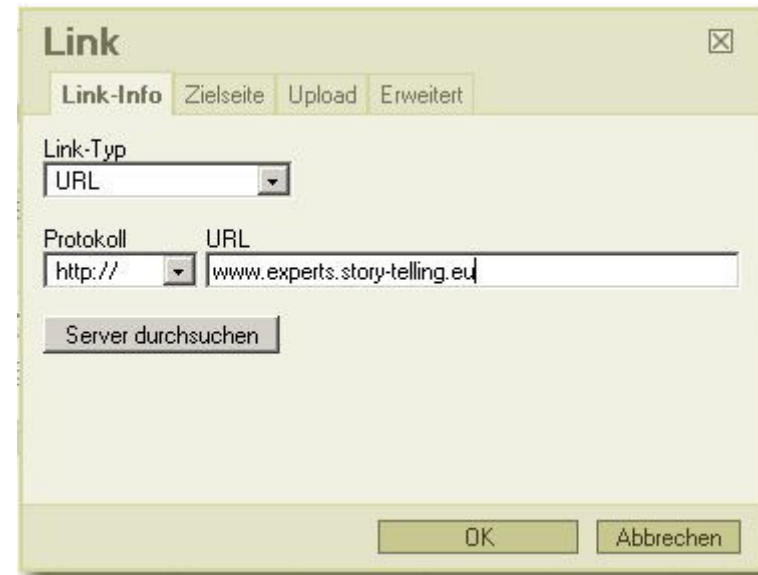 Link
Link-Info Zielseite Upload Erweitert
Link-Typ
URL
Protokoll URL
http:// www.experts.story-telling.eu
Server durchsuchen
OK Abbrechen